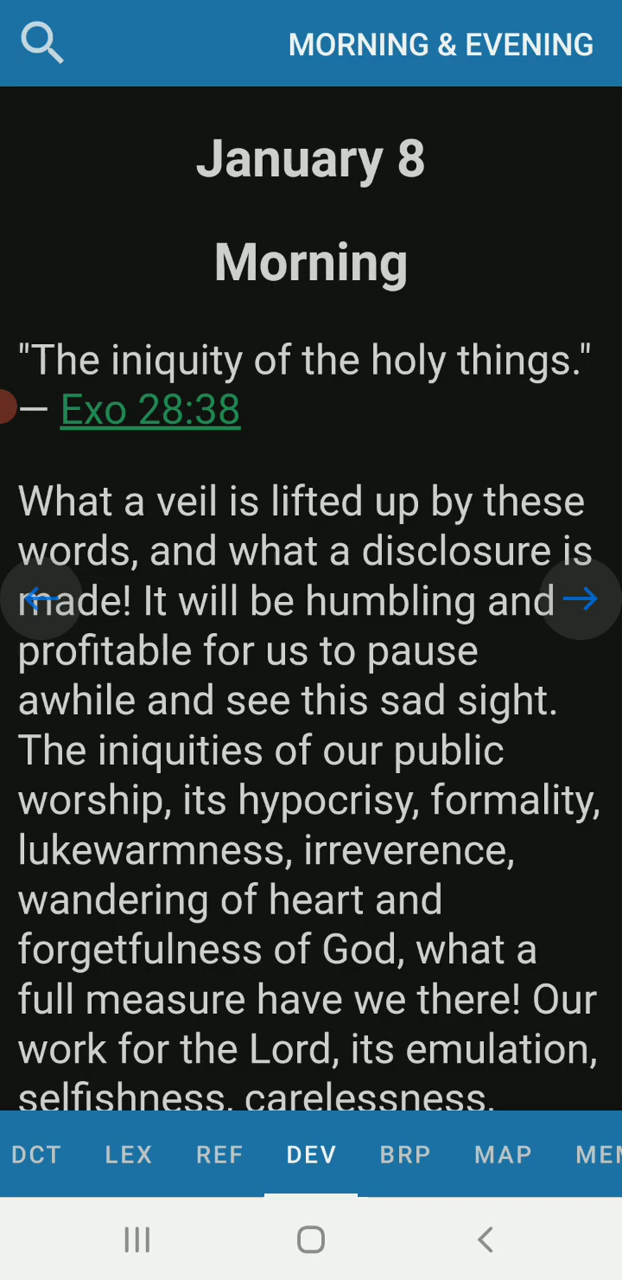 MORNING & EVENING
January 8
Morning
"The iniquity of the holy things."
— Exo 28:38
What a veil is lifted up by these
words, and what a disclosure is
made! It will be humbling and
profitable for us to pause
awhile and see this sad sight.
The iniquities of our public
worship, its hypocrisy, formality,
lukewarmness, irreverence,
wandering of heart and
forgetfulness of God, what a
full measure have we there! Our
work for the Lord, its emulation,
selfishness, carelessness,
DCT LEX REF DEV BRP MAP